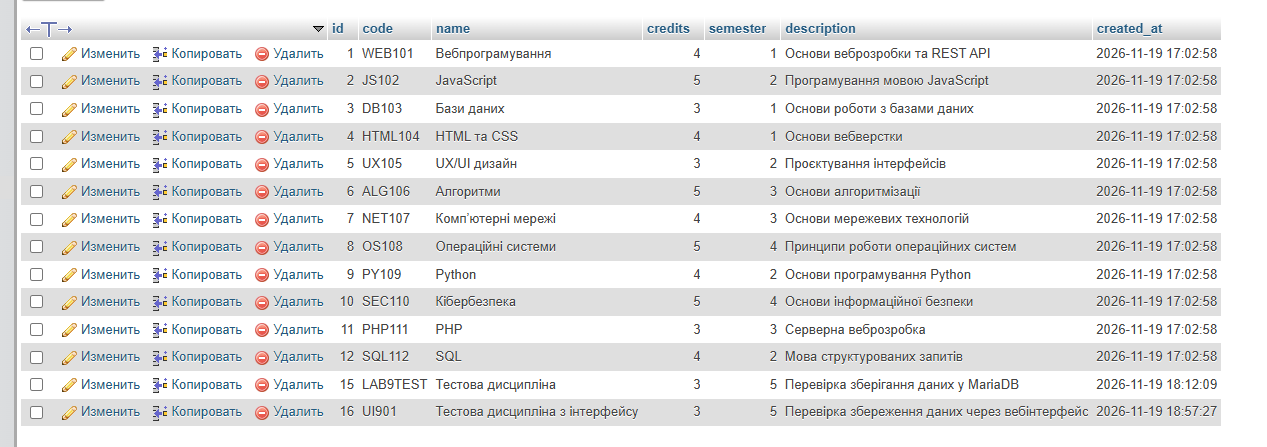 ←T→ id code name credits semester description created_at
Изменить Копировать Удалить 1 WEB101 Вебпрограмування 4 1 Основи веброзробки та REST API 2026-11-19 17:02:58
Изменить Копировать Удалить 2 JS102 JavaScript 5 2 Програмування мовою JavaScript 2026-11-19 17:02:58
Изменить Копировать Удалить 3 DB103 Бази даних 3 1 Основи роботи з базами даних 2026-11-19 17:02:58
Изменить Копировать Удалить 4 HTML104 HTML та CSS 4 1 Основи вебверстки 2026-11-19 17:02:58
Изменить Копировать Удалить 5 UX105 UX/UI дизайн 3 2 Проєктування інтерфейсів 2026-11-19 17:02:58
Изменить Копировать Удалить 6 ALG106 Алгоритми 5 3 Основи алгоритмізації 2026-11-19 17:02:58
Изменить Копировать Удалить 7 NET107 Комп'ютерні мережі 4 3 Основи мережевих технологій 2026-11-19 17:02:58
Изменить Копировать Удалить 8 OS108 Операційні системи 5 4 Принципи роботи операційних систем 2026-11-19 17:02:58
Изменить Копировать Удалить 9 PY109 Python 4 2 Основи програмування Python 2026-11-19 17:02:58
Изменить Копировать Удалить 10 SEC110 Кібербезпека 5 4 Основи інформаційної безпеки 2026-11-19 17:02:58
Изменить Копировать Удалить 11 PHP111 PHP 3 3 Серверна веброзробка 2026-11-19 17:02:58
Изменить Копировать Удалить 12 SQL112 SQL 4 2 Мова структурованих запитів 2026-11-19 17:02:58
Изменить Копировать Удалить 15 LAB9TEST Тестова дисципліна 3 5 Перевірка зберігання даних у MariaDB 2026-11-19 18:12:09
Изменить Копировать Удалить 16 UI901 Тестова дисципліна з інтерфейсу 3 5 Перевірка збереження даних через вебінтерфейс 2026-11-19 18:57:27